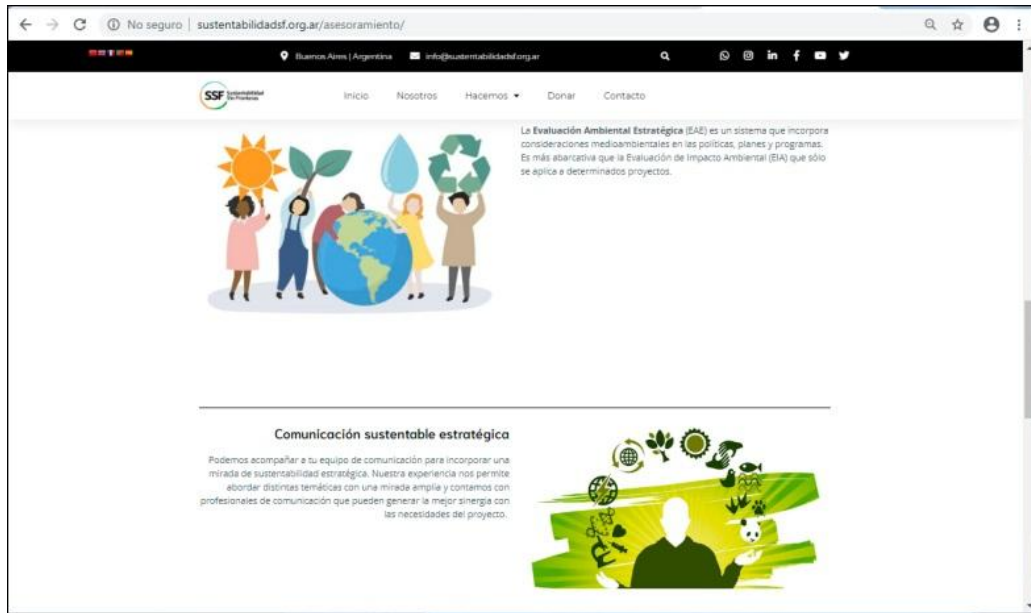 No seguro | sustentabilidadsf.org.ar/asesoramiento/
Buenos Aires | Argentina info@sustentabilidadsf.org.ar
SSF Sustentabilidad
Sin Fronteras
Inicio Nosotros Hacemos Donar Contacto
La Evaluación Ambiental Estratégica (EAE) es un sistema que incorpora
consideraciones medioambientales en las políticas, planes y programas.
Es más abarcativa que la Evaluación de Impacto Ambiental (EIA) que sólo
se aplica a determinados proyectos.
Comunicación sustentable estratégica
Podemos acompañar a tu equipo de comunicación para incorporar una
mirada de sustentabilidad estratégica. Nuestra experiencia nos permite
abordar distintas temáticas con una mirada amplia y contamos con
profesionales de comunicación que pueden generar la mejor sinergia con
las necesidades del proyecto.